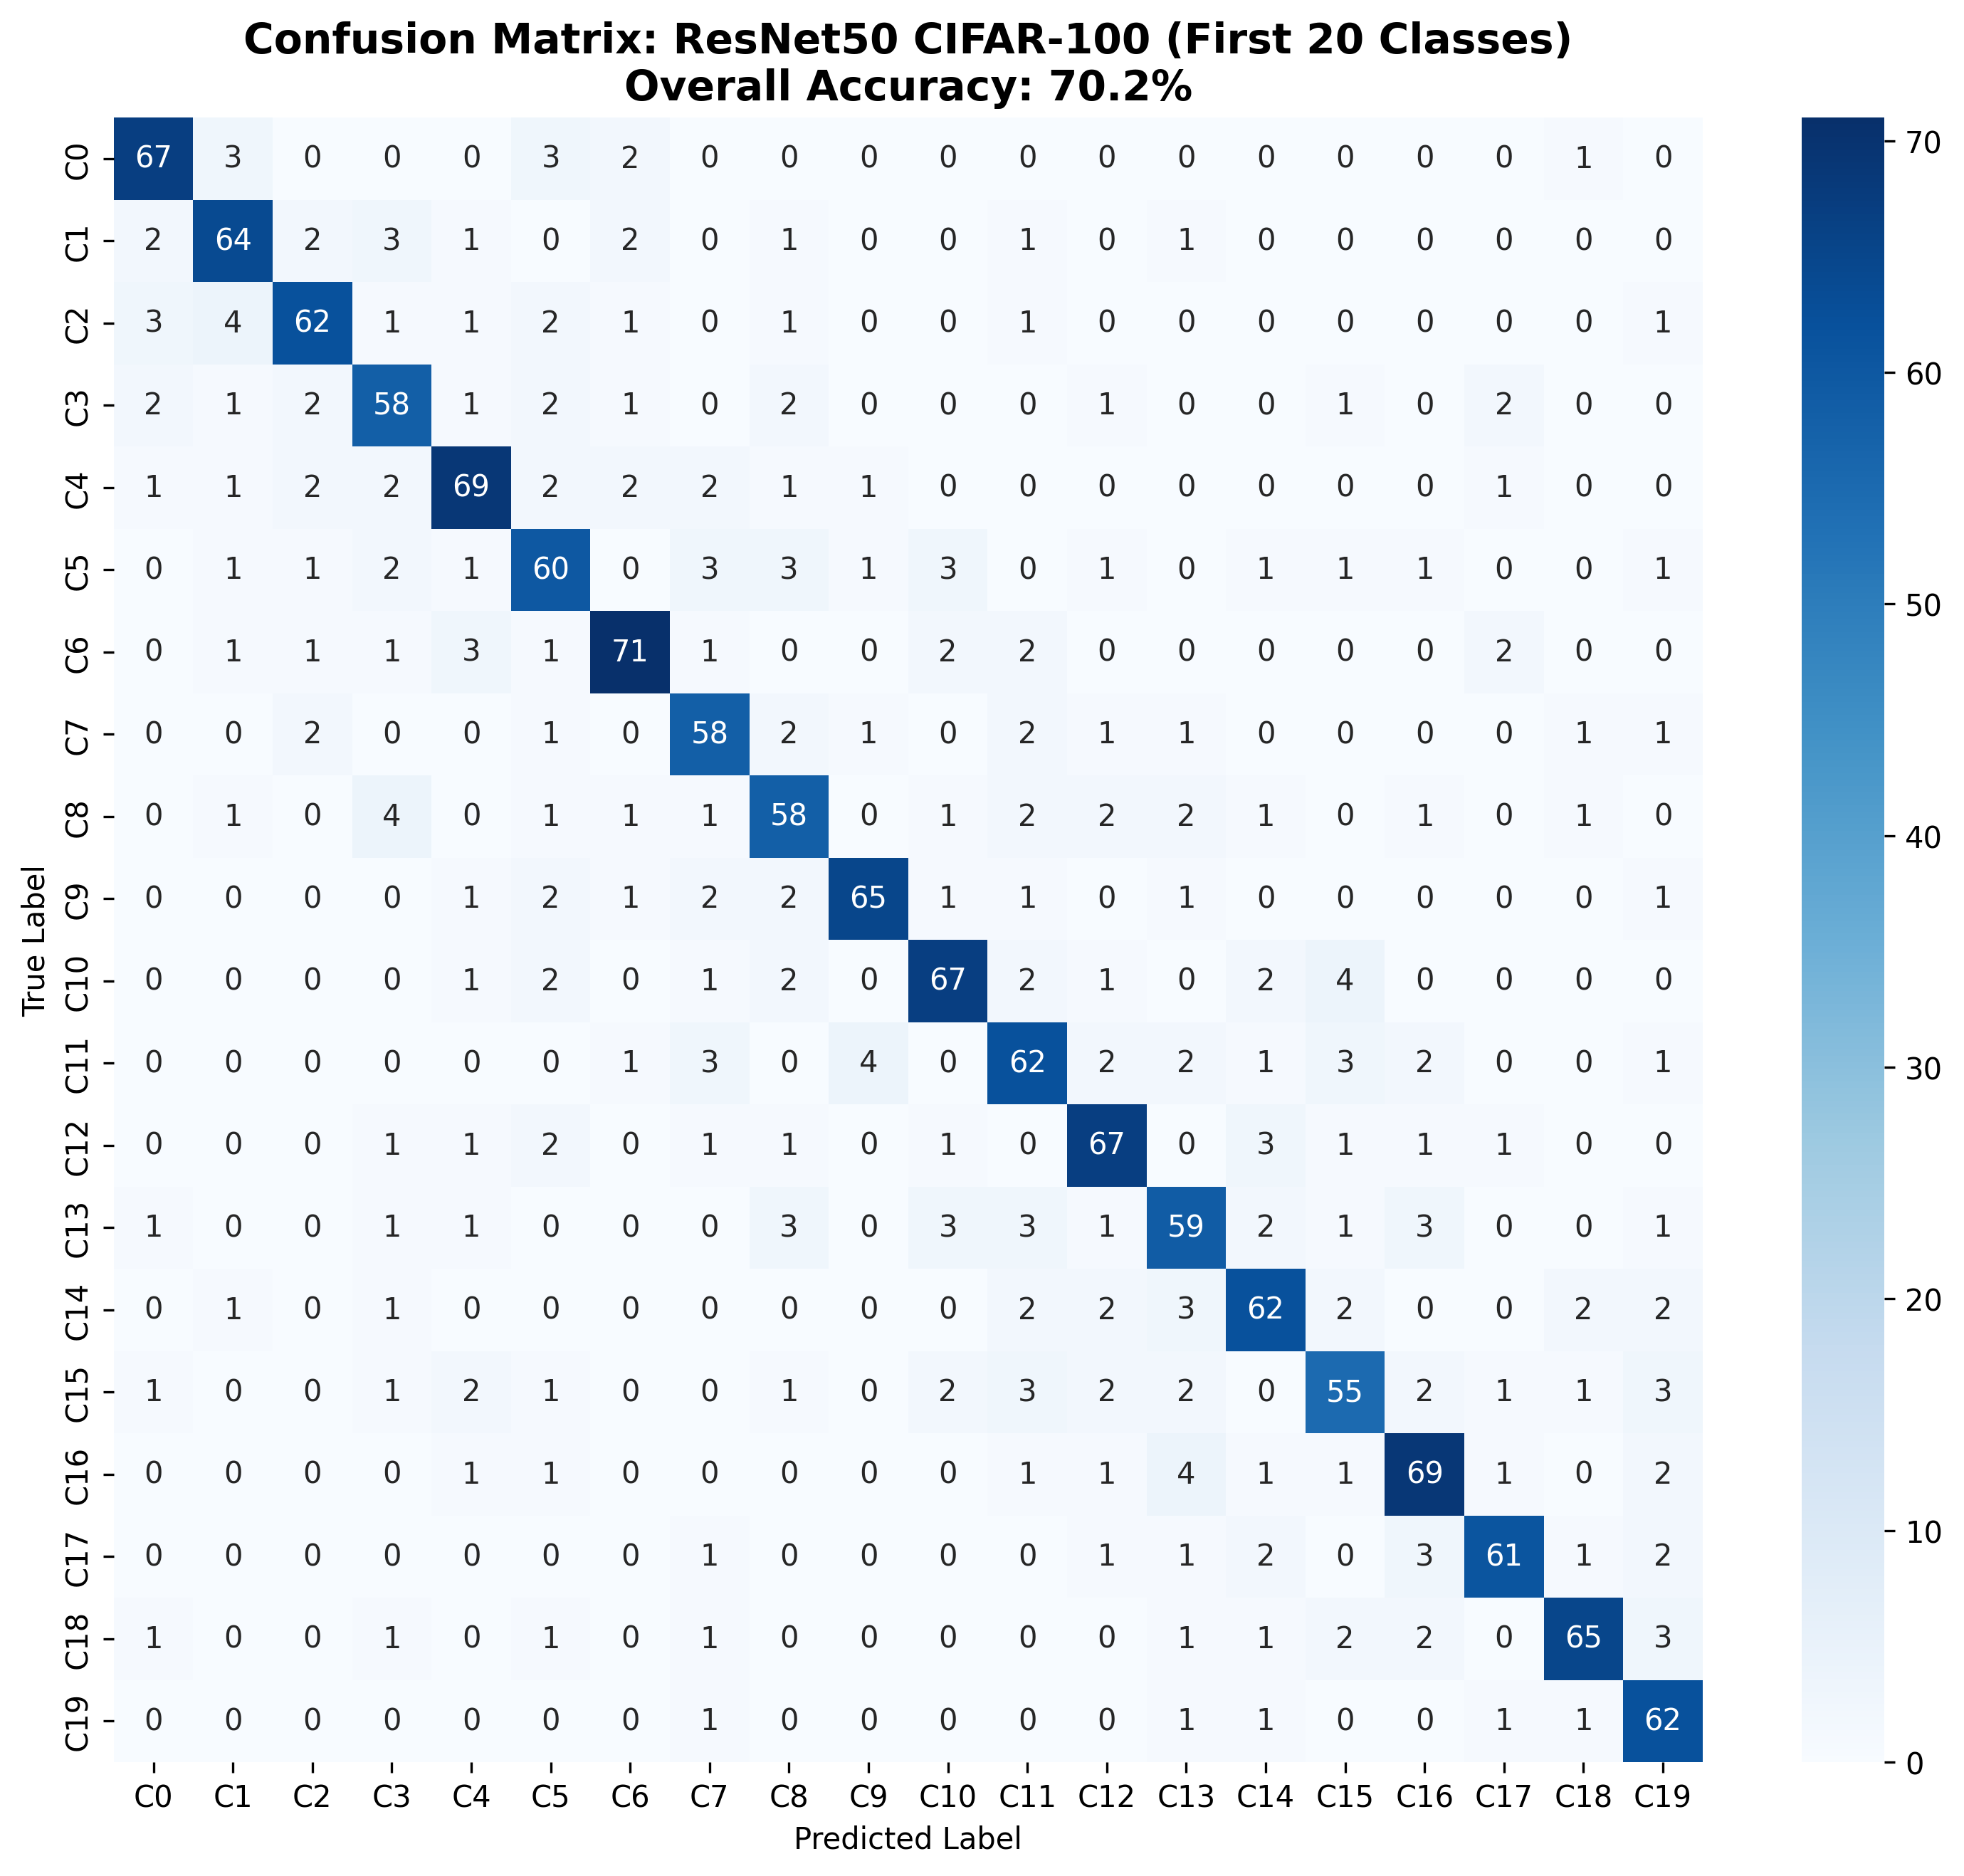 Confusion Matrix: ResNet50 CIFAR-100 (First 20 Classes)
Overall Accuracy: 70.2%
C0 67 3 0 0 0 3 2 0 0 0 0 0 0 0 0 0 0 0 1 0
C1 2 64 2 3 1 0 2 0 1 0 0 1 0 1 0 0 0 0 0 0
C2 3 4 62 1 1 2 1 0 1 0 0 1 0 0 0 0 0 0 0 1
C3 2 1 2 58 1 2 1 0 2 0 0 0 1 0 0 1 0 2 0 0
C4 1 1 2 2 69 2 2 2 1 1 0 0 0 0 0 0 0 1 0 0
C5 0 1 1 2 1 60 0 3 3 1 3 0 1 0 1 1 1 0 0 1
C6 0 1 1 1 3 1 71 1 0 0 2 2 0 0 0 0 0 2 0 0
C7 0 0 2 0 0 1 0 58 2 1 0 2 1 1 0 0 0 0 1 1
C8 0 1 0 4 0 1 1 1 58 0 1 2 2 2 1 0 1 0 1 0
C9 0 0 0 0 1 2 1 2 2 65 1 1 0 1 0 0 0 0 0 1
C10 0 0 0 0 1 2 0 1 2 0 67 2 1 0 2 4 0 0 0 0
C11 0 0 0 0 0 0 1 3 0 4 0 62 2 2 1 3 2 0 0 1
C12 0 0 0 1 1 2 0 1 1 0 1 0 67 0 3 1 1 1 0 0
C13 1 0 0 1 1 0 0 0 3 0 3 3 1 59 2 1 3 0 0 1
C14 0 1 0 1 0 0 0 0 0 0 0 2 2 3 62 2 0 0 2 2
C15 1 0 0 1 2 1 0 0 1 0 2 3 2 2 0 55 2 1 1 3
C16 0 0 0 0 1 1 0 0 0 0 0 1 1 4 1 1 69 1 0 2
C17 0 0 0 0 0 0 0 1 0 0 0 0 1 1 2 0 3 61 1 2
C18 1 0 0 1 0 1 0 1 0 0 0 0 0 1 1 2 2 0 65 3
C19 0 0 0 0 0 0 0 1 0 0 0 0 0 1 1 0 0 1 1 62
C0 C1 C2 C3 C4 C5 C6 C7 C8 C9 C10 C11 C12 C13 C14 C15 C16 C17 C18 C19
Predicted Label
True Label
70
60
50
40
30
20
10
0